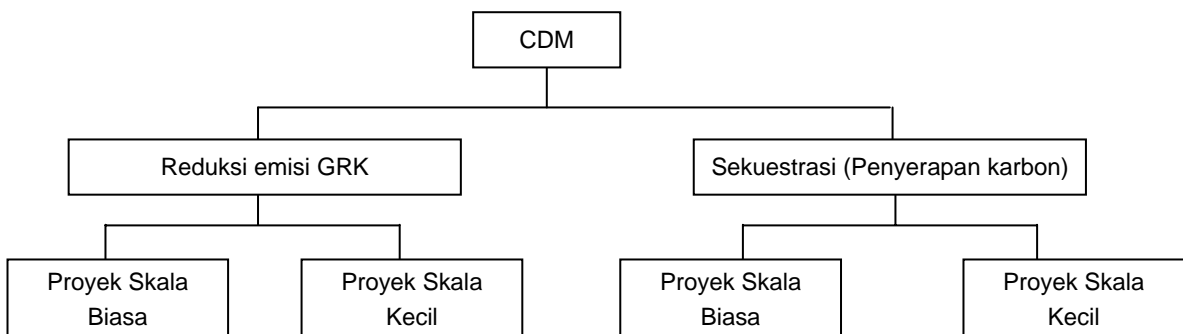 CDM
Reduksi emisi GRK
Sekuestrasi (Penyerapan karbon)
Proyek Skala
Biasa
Proyek Skala
Kecil
Proyek Skala
Biasa
Proyek Skala
Kecil